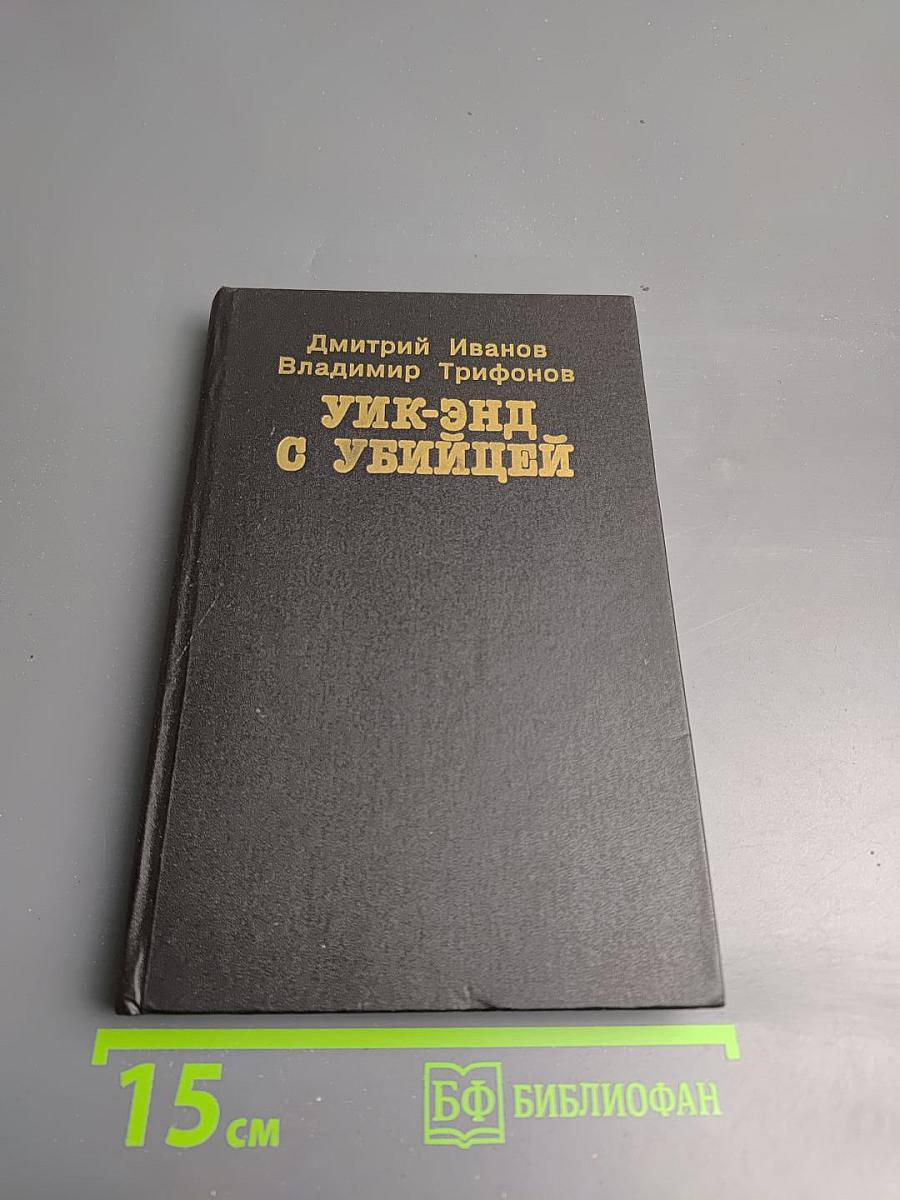 Дмитрий Иванов
Владимир Трифонов
УИК-ЭНД
С УБИЙЦЕЙ
15 см
БФ БИБЛИОФАН